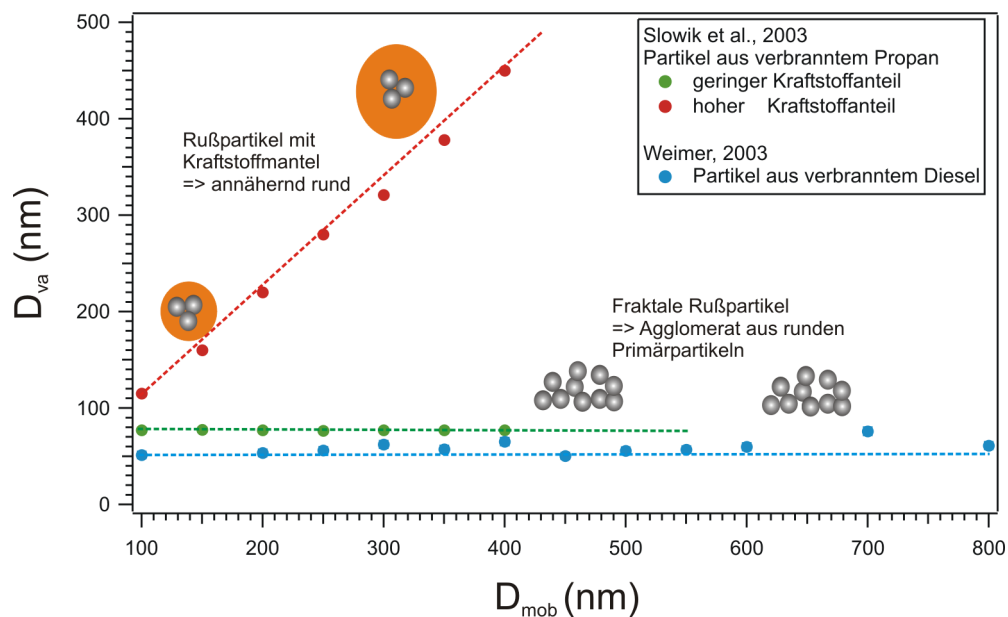 500
400
300
200
100
0
D_va (nm)
100
200
300
400
500
600
700
800
D_mob (nm)
Rußpartikel mit
Kraftstoffmantel
=> annähernd rund
Slowik et al., 2003
Partikel aus verbranntem Propan
geringer Kraftstoffanteil
hoher Kraftstoffanteil
Weimer, 2003
Partikel aus verbranntem Diesel
Fraktale Rußpartikel
=> Agglomerat aus runden
Primärpartikeln